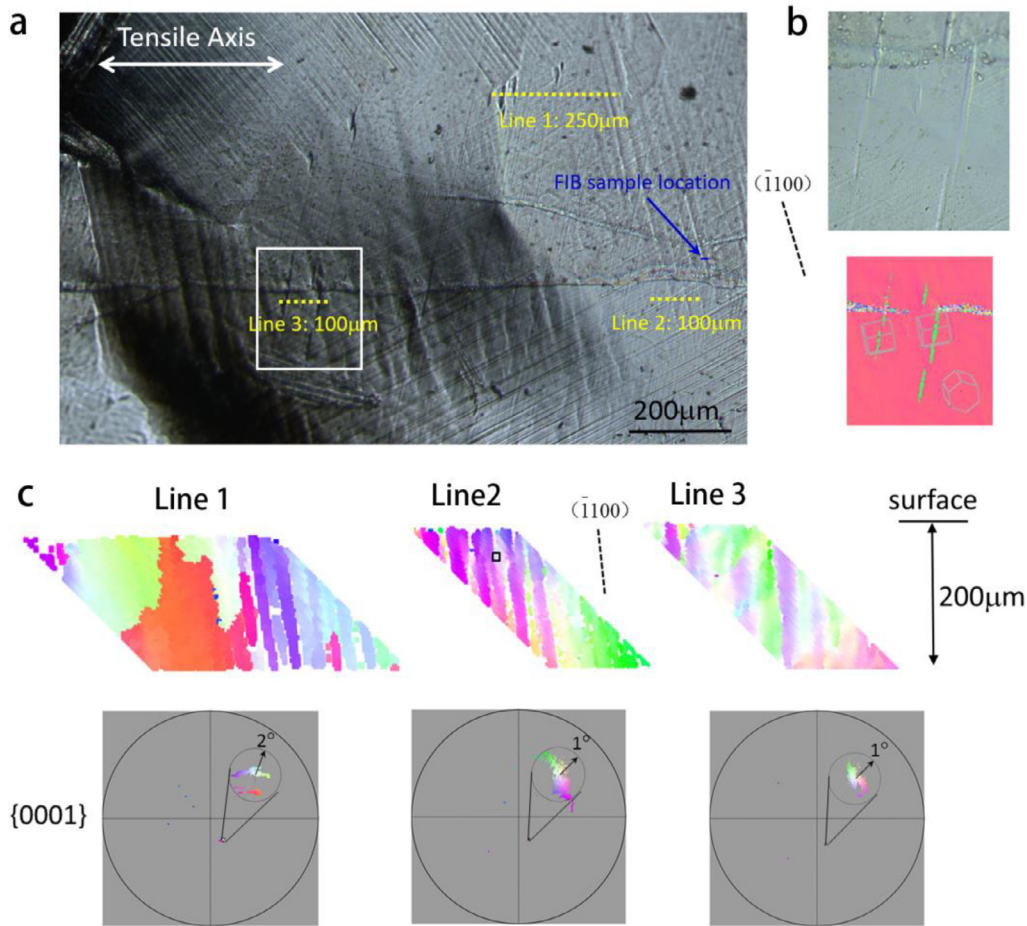 a
Tensile Axis
Line 1: 250μm
FIB sample location
Line 3: 100μm
Line 2: 100μm
200μm
(1̄100)
b
c
Line 1
Line2
(1̄100)
Line 3
surface
200μm
2°
1°
1°
{0001}